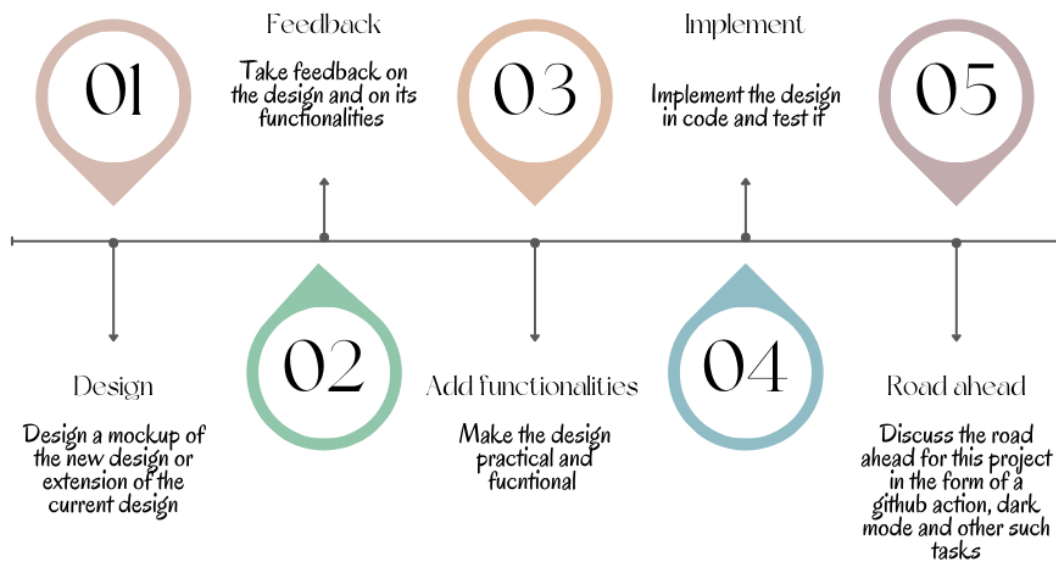 01
Design
Design a mockup of
the new design or
extension of the
current design
Feedback
Take feedback on
the design and on its
functionalities
02
03
Add functionalities
Make the design
practical and
fucntional
Implement
Implement the design
in code and test it
04
05
Road ahead
Discuss the road
ahead for this project
in the form of a
github action, dark
mode and other such
tasks